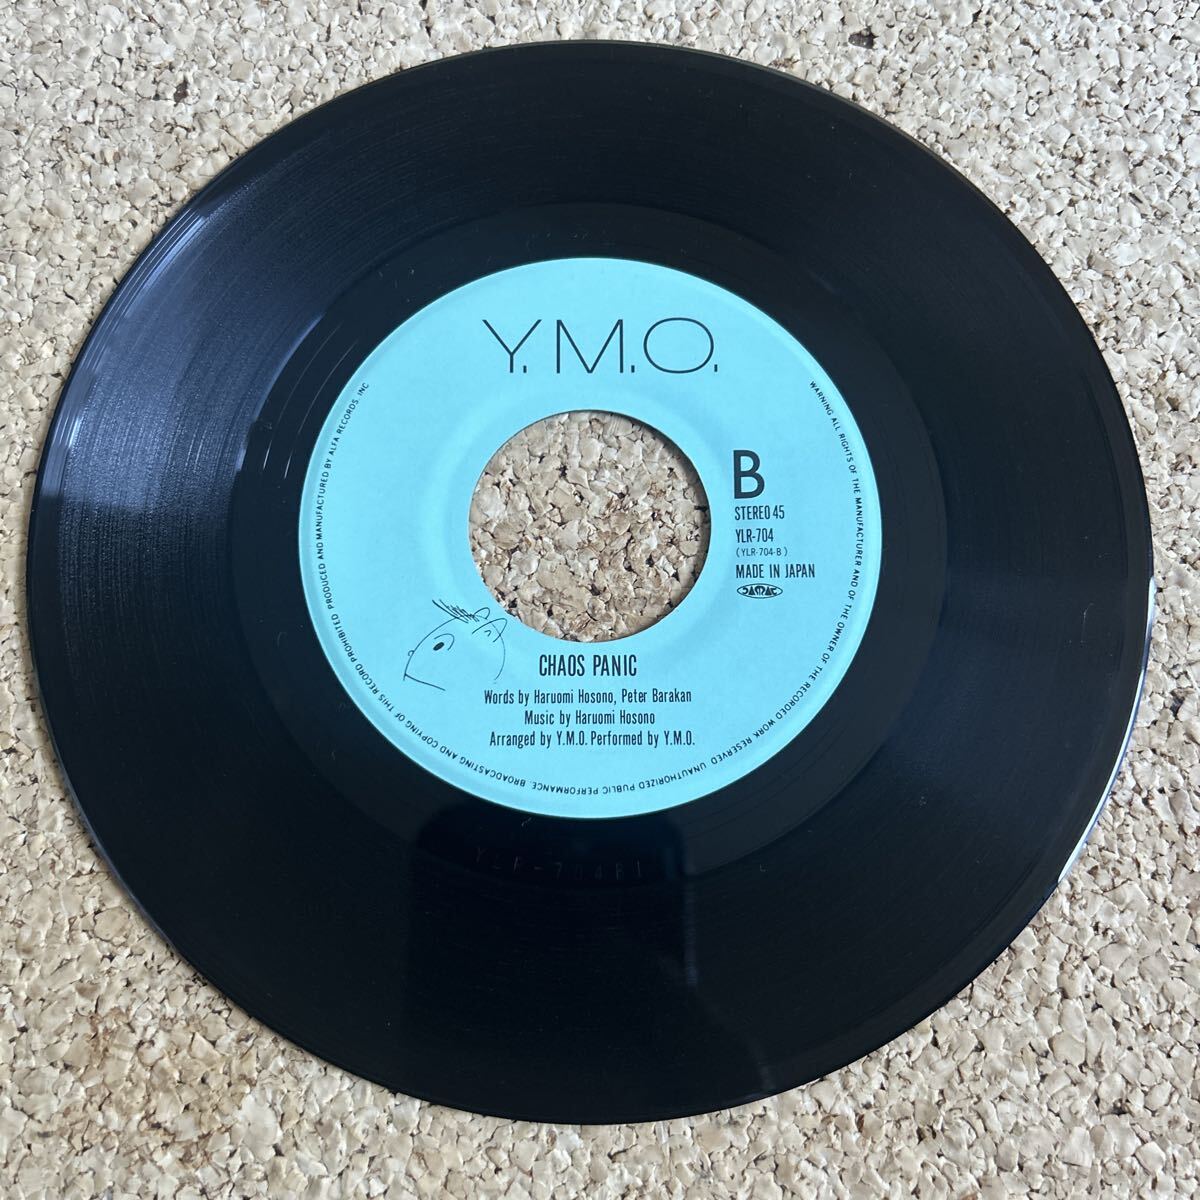 Y.M.O.
B
STEREO 45
YLR-704
(YLR-704-B)
MADE IN JAPAN
CHAOS PANIC
Words by Haruomi Hosono, Peter Barakan
Music by Haruomi Hosono
Arranged by Y.M.O. Performed by Y.M.O.
WARNING ALL RIGHTS OF THE MANUFACTURER AND OF THE OWNER OF THE RECORDED WORK RESERVED. UNAUTHORIZED PUBLIC PERFORMANCE. BROADCASTING AND COPYING OF THIS RECORD PROHIBITED PRODUCED AND MANUFACTURED BY ALFA RECORDS. INC